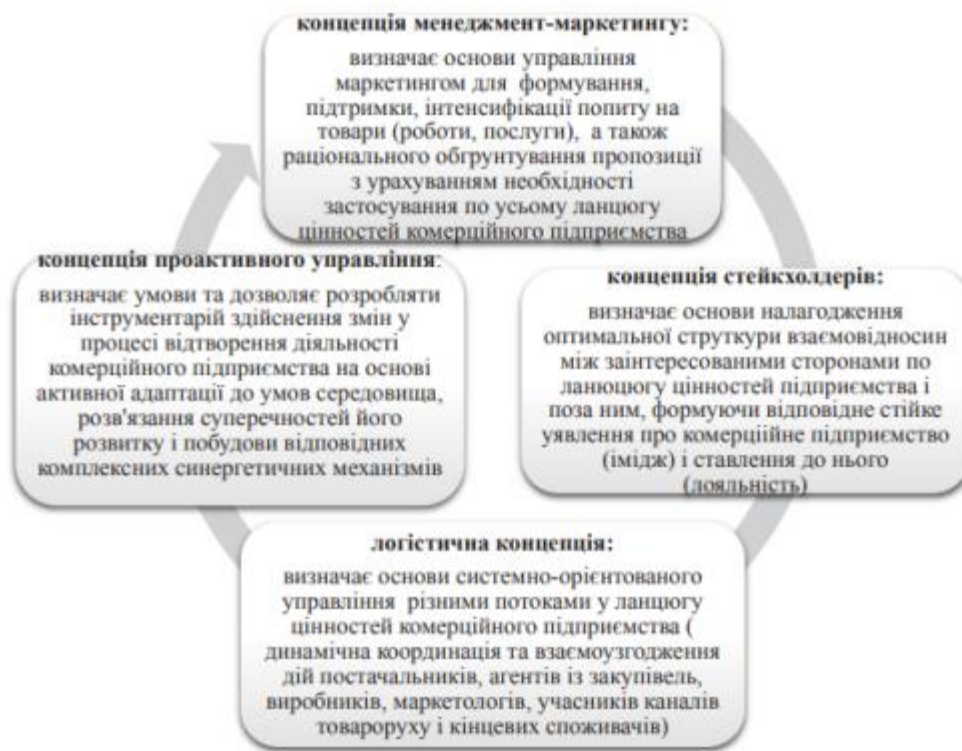 концепція менеджмент-маркетингу:
визначає основи управління
маркетингом для формування,
підтримки, інтенсифікації попиту на
товари (роботи, послуги), а також
раціонального обгрунтування пропозиції
з урахуванням необхідності
застосування по усьому ланцюгу
цінностей комерційного підприємства
концепція стейкхолдерів:
визначає основи налагодження
оптимальної струткури взаємовідносин
між заінтересованими сторонами по
ланюцюгу цінностей підприємства і
поза ним, формуючи відповідне стійке
уявлення про комерціійне підприємство
(імідж) і ставлення до нього
(лояльність)
логістична концепція:
визначає основи системно-орієнтованого
управління різними потоками у ланцюгу
цінностей комерційного підприємства (
динамічна координація та взаємоузгодження
дій постачальників, агентів із закупівель,
виробників, маркетологів, учасників каналів
товароруху і кінцевих споживачів)
концепція проактивного управління:
визначає умови та дозволяє розробляти
інструментарій здійснення змін у
процесі відтворення діяльності
комерційного підприємства на основі
активної адаптації до умов середовища,
розв'язання суперечностей його
розвитку і побудови відповідних
комплексних синергетичних механізмів